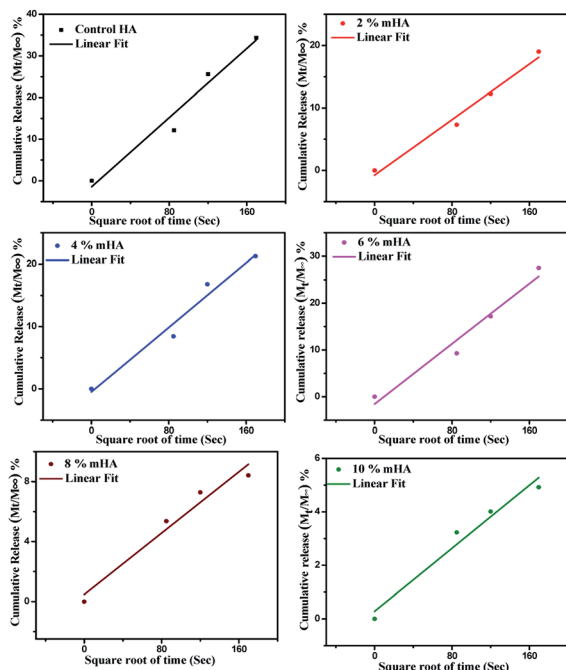 Control HA
Linear Fit
Cumulative Release (Mt/M∞) %
40
30
20
10
0
0
80
160
Square root of time (Sec)
2 % mHA
Linear Fit
Cumulative Release (Mt/M∞) %
20
10
0
0
80
160
Square root of time (Sec)
4 % mHA
Linear Fit
Cumulative Release (Mt/M∞) %
20
10
0
0
80
160
Square root of time (Sec)
6 % mHA
Linear Fit
Cumulative release (Mt/M~) %
30
20
10
0
0
80
160
Square root of time (Sec)
8 % mHA
Linear Fit
Cumulative Release (Mt/M∞) %
8
4
0
0
80
160
Square root of time (Sec)
10 % mHA
Linear Fit
Cumulative Release (Mt/M~) %
6
4
2
0
0
80
160
Square root of time (Sec)